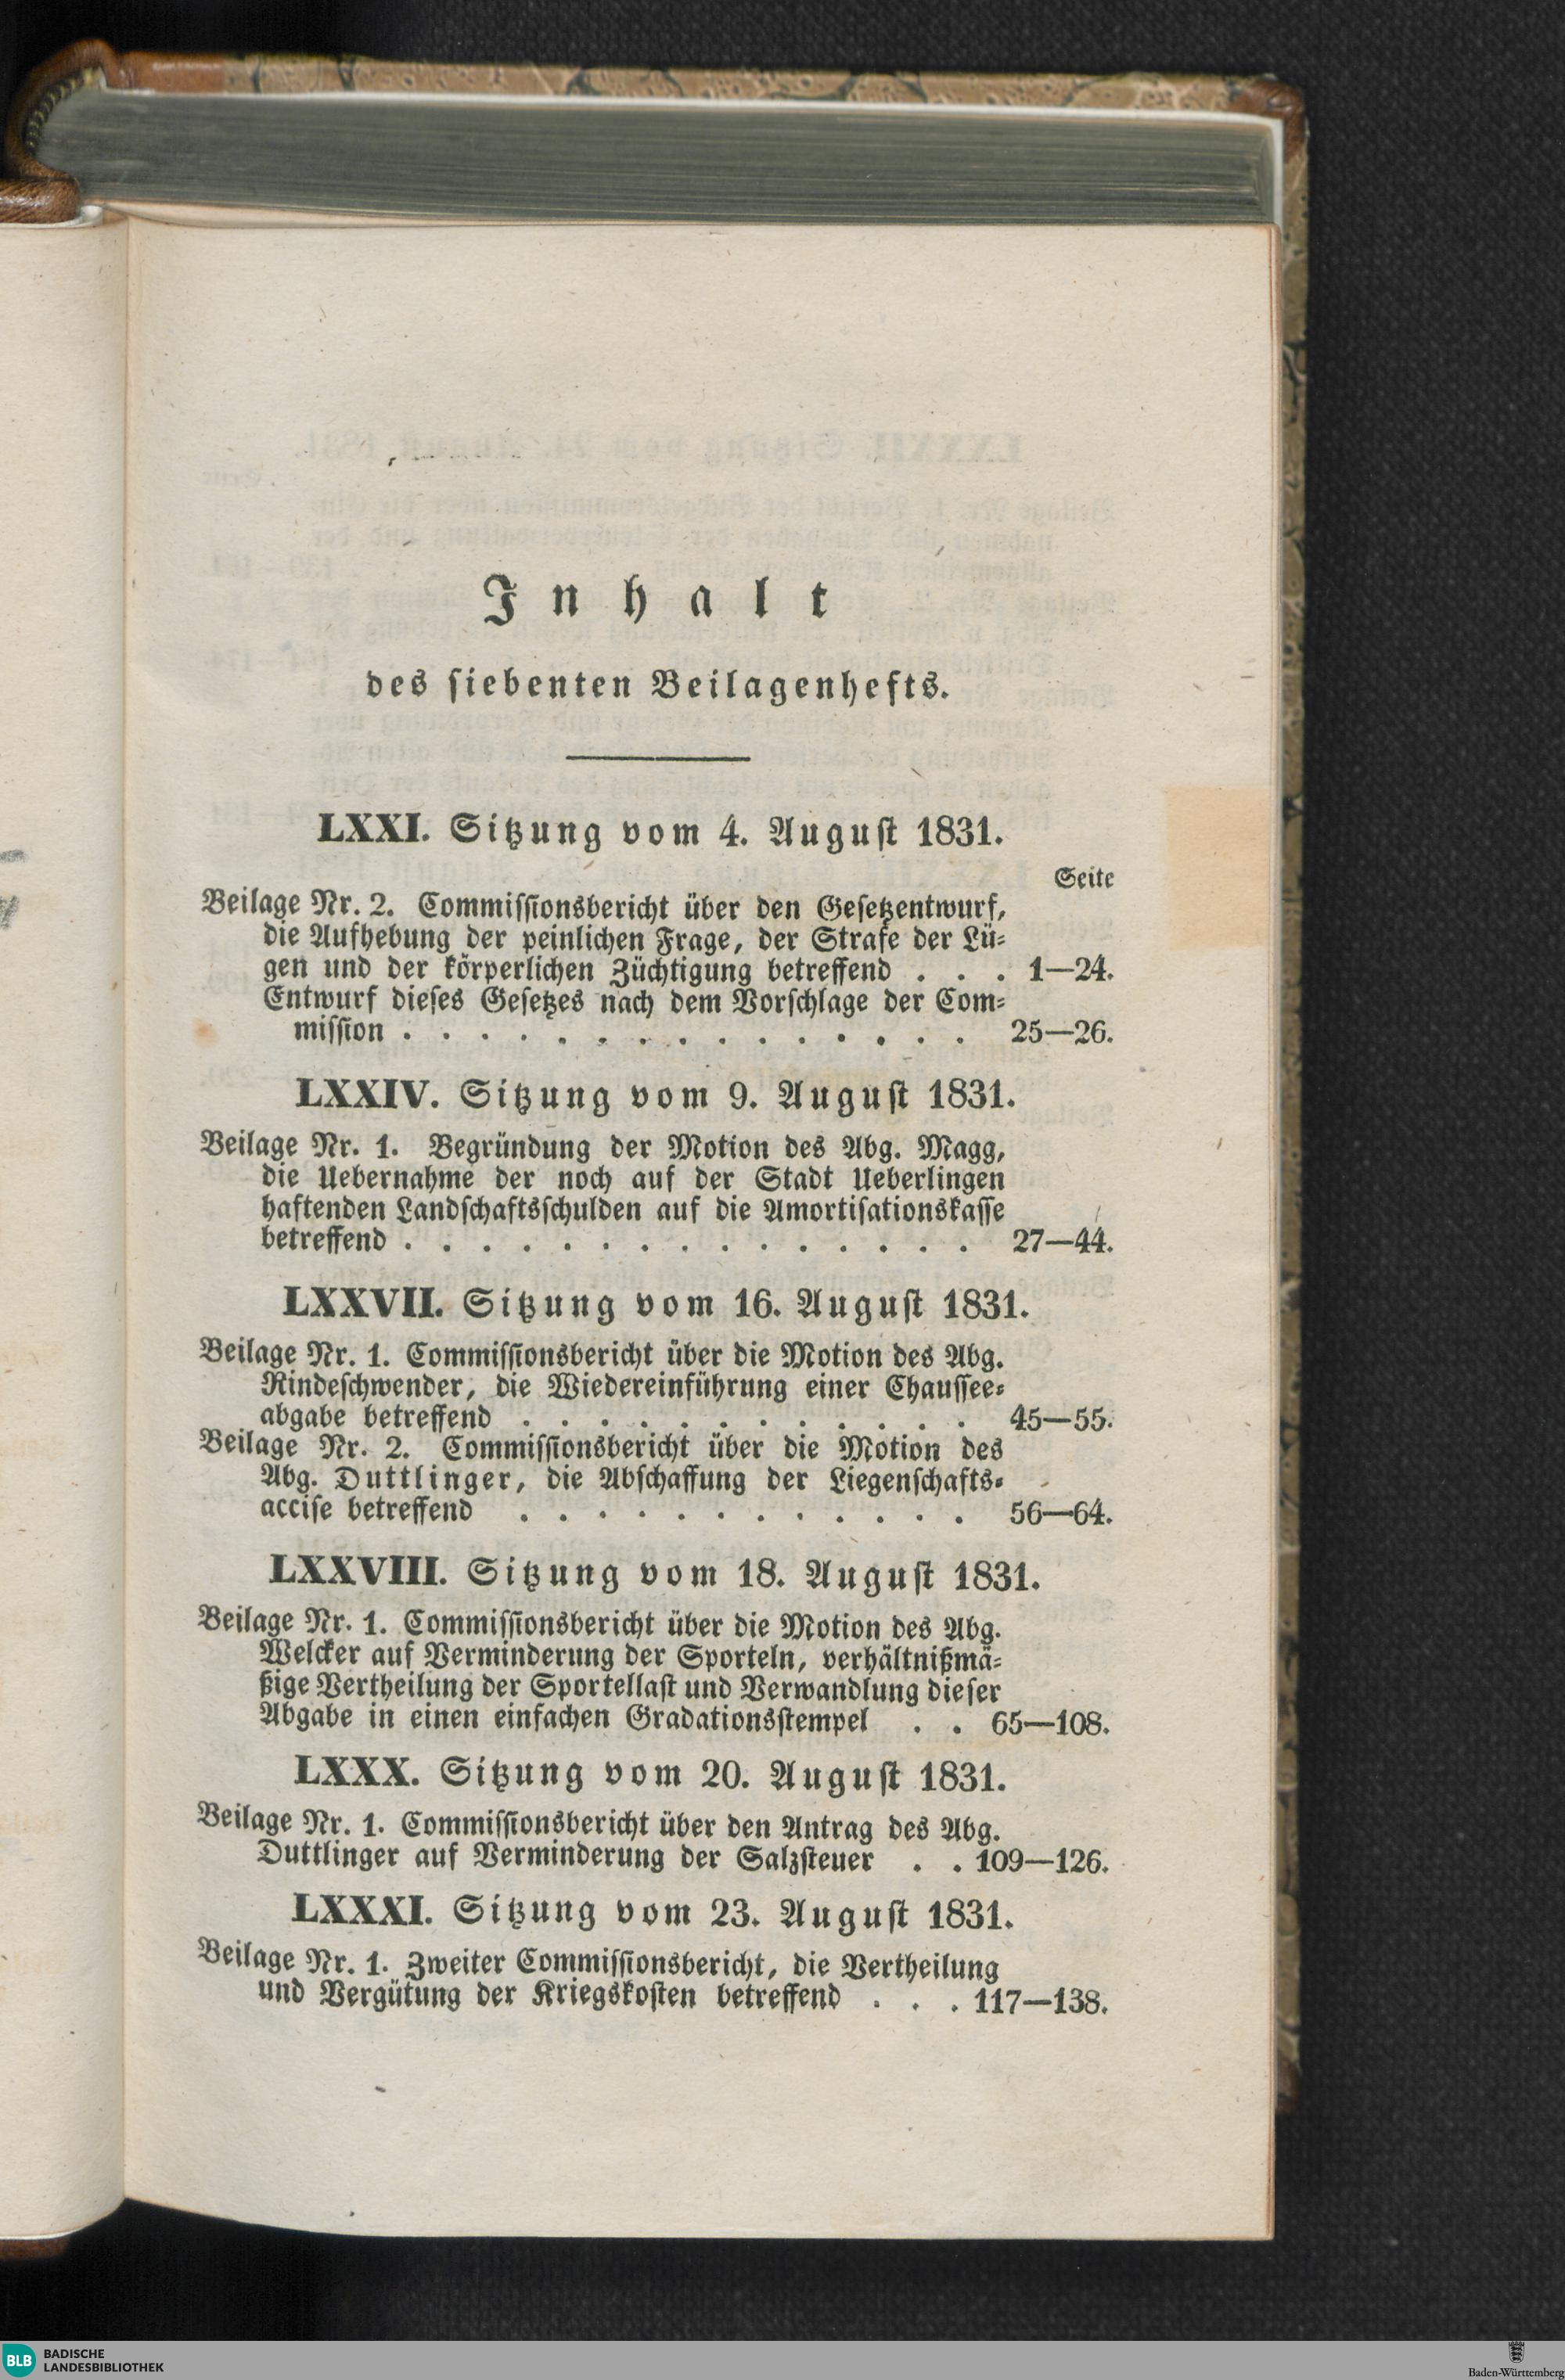 Inhalt
des siebenten Beilagenhefts.
LXXI. Sitzung vom 4. August 1831.
Seite
Beilage Nr. 2. Commissionsbericht über den Gesetzentwurf,
die Aufhebung der peinlichen Frage, der Strafe der Lü-
gen und der körperlichen Züchtigung betreffend . . . 1—24.
Entwurf dieses Gesetzes nach dem Vorschlage der Com-
mission . . . . . . . . . . . . . . . 25—26.
LXXIV. Sitzung vom 9. August 1831.
Beilage Nr. 1. Begründung der Motion des Abg. Magg,
die Uebernahme der noch auf der Stadt Ueberlingen
haftenden Landschaftsschulden auf die Amortisationskasse
betreffend . . . . . . . . . . . . . . . 27—44.
LXXVII. Sitzung vom 16. August 1831.
Beilage Nr. 1. Commissionsbericht über die Motion des Abg.
Rindeschwender, die Wiedereinführung einer Chaussee-
abgabe betreffend . . . . . . . . . . . . 45—55.
Beilage Nr. 2. Commissionsbericht über die Motion des
Abg. Duttlinger, die Abschaffung der Liegenschafts-
accise betreffend . . . . . . . . . . . . 56—64.
LXXVIII. Sitzung vom 18. August 1831.
Beilage Nr. 1. Commissionsbericht über die Motion des Abg.
Welcker auf Verminderung der Sporteln, verhältnißmä-
ßige Vertheilung der Sportellast und Verwandlung dieser
Abgabe in einen einfachen Gradationsstempel . . 65—108.
LXXX. Sitzung vom 20. August 1831.
Beilage Nr. 1. Commissionsbericht über den Antrag des Abg.
Duttlinger auf Verminderung der Salzsteuer . . 109—126.
LXXXI. Sitzung vom 23. August 1831.
Beilage Nr. 1. Zweiter Commissionsbericht, die Vertheilung
und Vergütung der Kriegskosten betreffend . . . 117—138.
BLB BADISCHE
LANDESBIBLIOTHEK
Baden-Württemberg